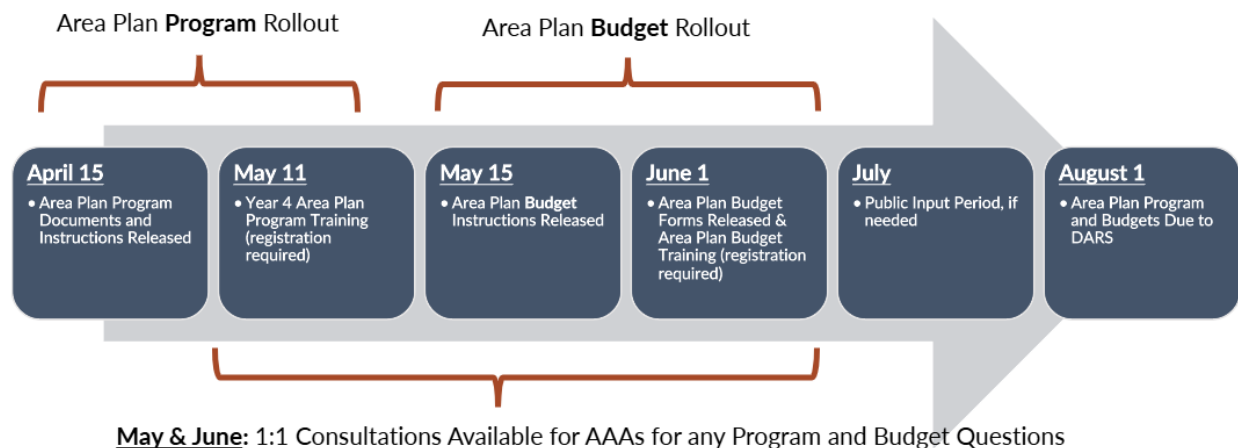 Area Plan Program Rollout
Area Plan Budget Rollout
April 15
• Area Plan Program
Documents and
Instructions Released
May 11
• Year 4 Area Plan
Program Training
(registration
required)
May 15
• Area Plan Budget
Instructions Released
June 1
• Area Plan Budget
Forms Released &
Area Plan Budget
Training (registration
required)
July
• Public Input Period, if
needed
August 1
• Area Plan Program
and Budgets Due to
DARS
May & June: 1:1 Consultations Available for AAAs for any Program and Budget Questions